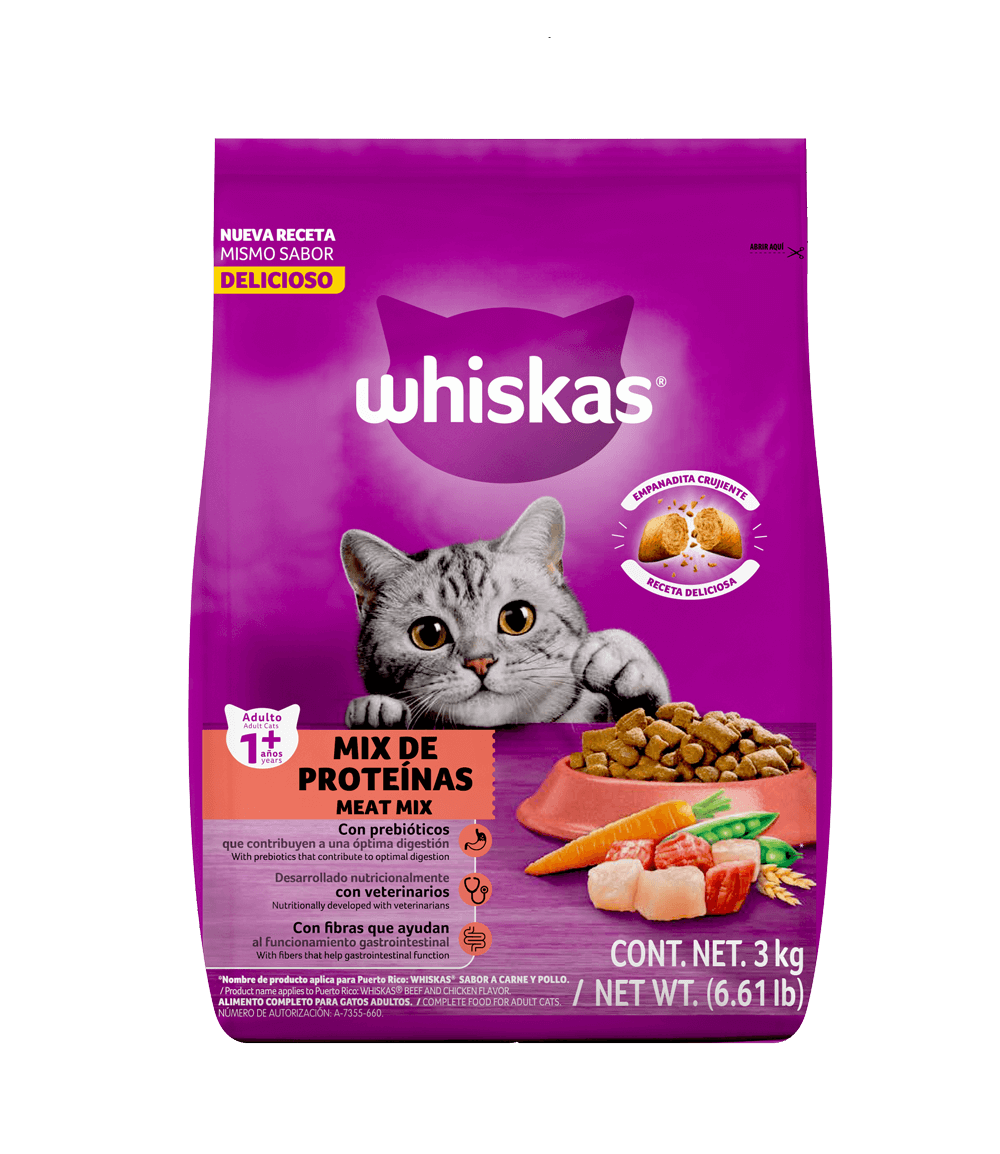 NUEVA RECETA
MISMO SABOR
DELICIOSO
ABRIR AQUÍ
whiskas®
EMPANADITA CRUJIENTE
RECETA DELICIOSA
Adulto
Adult Cats
1+
años
years
MIX DE
PROTEÍNAS
MEAT MIX
Con prebióticos
que contribuyen a una óptima digestión
With prebiotics that contribute to optimal digestion
Desarrollado nutricionalmente
con veterinarios
Nutritionally developed with veterinarians
Con fibras que ayudan
al funcionamiento gastrointestinal
With fibers that help gastrointestinal function
CONT. NET. 3 kg
/ NET WT. (6.61 lb)
*Nombre de producto aplica para Puerto Rico: WHISKAS® SABOR A CARNE Y POLLO.
/ Product name applies to Puerto Rico: WHISKAS® BEEF AND CHICKEN FLAVOR.
ALIMENTO COMPLETO PARA GATOS ADULTOS. / COMPLETE FOOD FOR ADULT CATS.
NÚMERO DE AUTORIZACIÓN: A-7355-660.